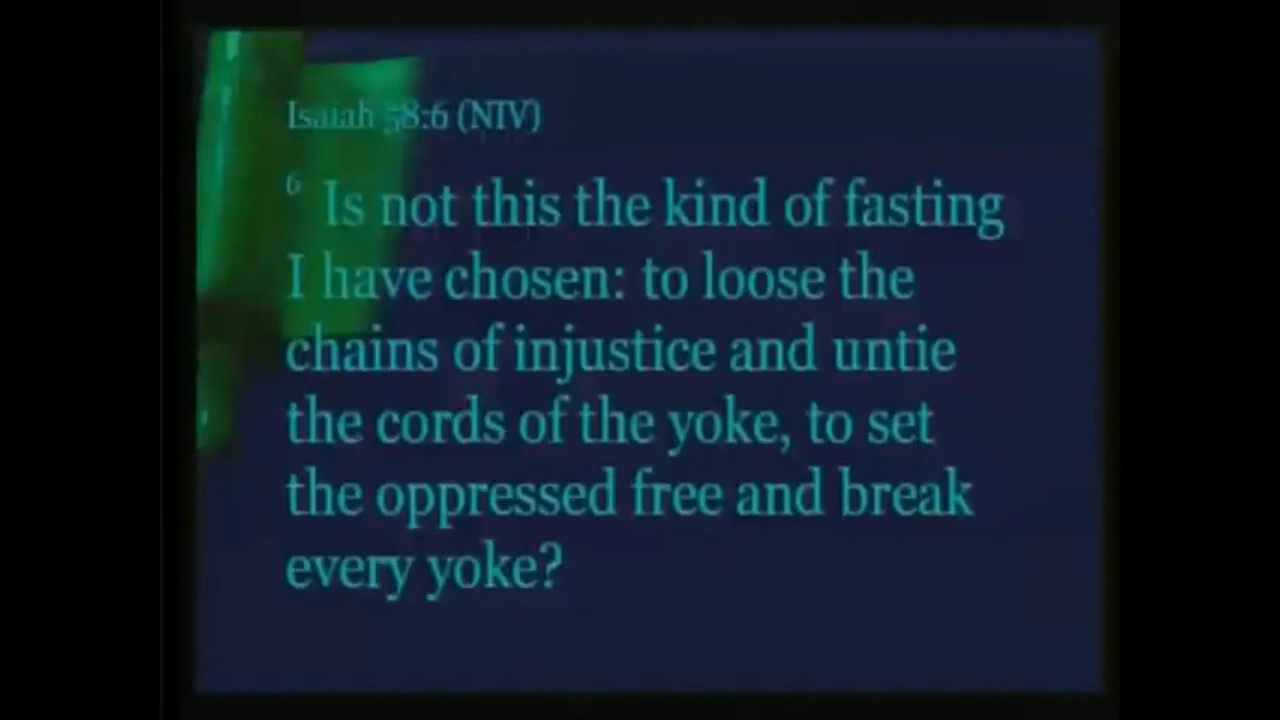 Isaiah 58:6 (NIV)
6 Is not this the kind of fasting
I have chosen: to loose the
chains of injustice and untie
the cords of the yoke, to set
the oppressed free and break
every yoke?